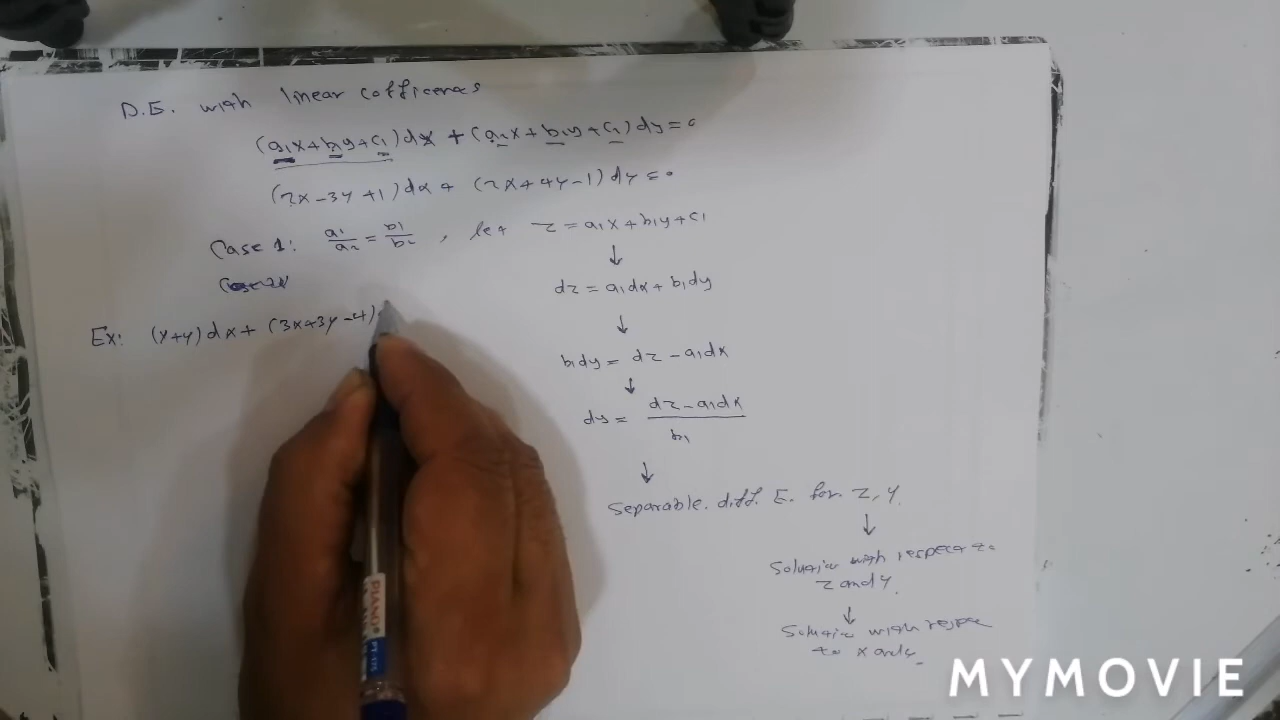 D.E. with linear cofficeras
(a1x+b1y+c1)dx + (a2x+b2y+c2)dy=0
(2x-3y+1)dx + (2x+4y-1)dy=0
Case 1: a1/a2 = b1/b2 , let z=a1x+b1y+c1
↓
dz = a1dx + b1dy
Ex: (x+y)dx + (3x+3y-4)
↓
b1dy = dz - a1dx
↓
dy = dz-a1dx / b1
↓
Separable. diff. E. for. z, y.
↓
Solution with respect to
z and y.
↓
with
to x and
PIANO
MYMOVIE